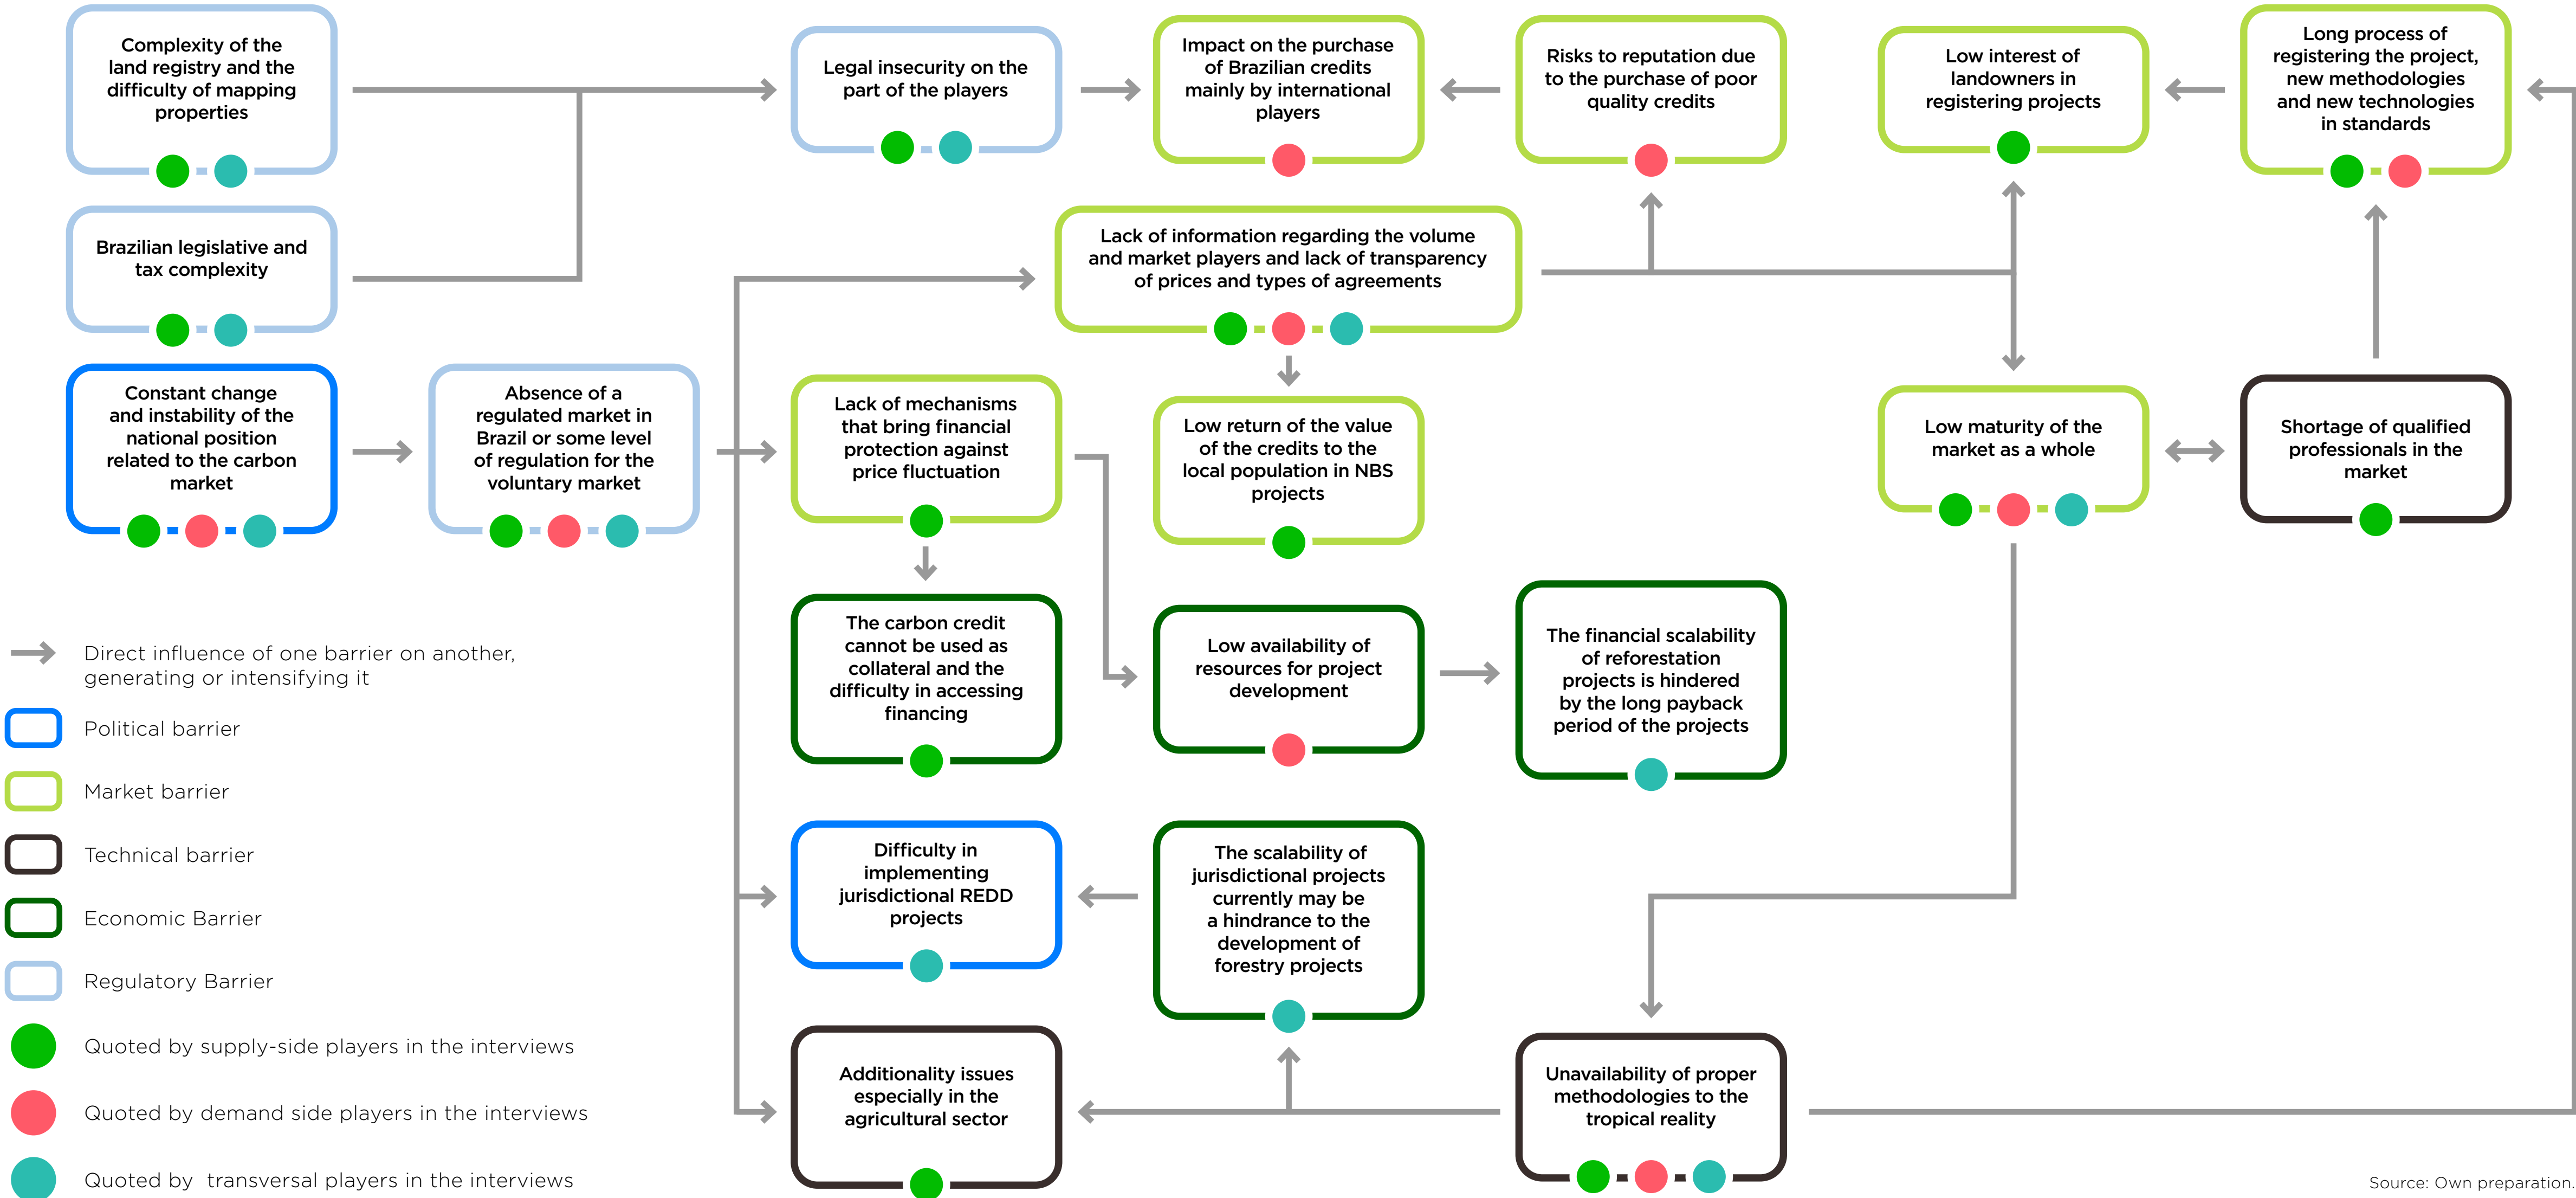 Complexity of the
land registry and the
difficulty of mapping
properties
Legal insecurity on the
part of the players
Impact on the purchase
of Brazilian credits
mainly by international
players
Risks to reputation due
to the purchase of poor
quality credits
Low interest of
landowners in
registering projects
Long process of
registering the project,
new methodologies
and new technologies
in standards
Brazilian legislative and
tax complexity
Lack of information regarding the volume
and market players and lack of transparency
of prices and types of agreements
Constant change
and instability of the
national position
related to the carbon
market
Absence of a
regulated market in
Brazil or some level
of regulation for the
voluntary market
Lack of mechanisms
that bring financial
protection against
price fluctuation
Low return of the value
of the credits to the
local population in NBS
projects
Low maturity of the
market as a whole
Shortage of qualified
professionals in the
market
The carbon credit
cannot be used as
collateral and the
difficulty in accessing
financing
Low availability of
resources for project
development
The financial scalability
of reforestation
projects is hindered
by the long payback
period of the projects
Difficulty in
implementing
jurisdictional REDD
projects
The scalability of
jurisdictional projects
currently may be
a hindrance to the
development of
forestry projects
Additionality issues
especially in the
agricultural sector
Unavailability of proper
methodologies to the
tropical reality
Direct influence of one barrier on another,
generating or intensifying it
Political barrier
Market barrier
Technical barrier
Economic Barrier
Regulatory Barrier
Quoted by supply-side players in the interviews
Quoted by demand side players in the interviews
Quoted by transversal players in the interviews
Source: Own preparation.